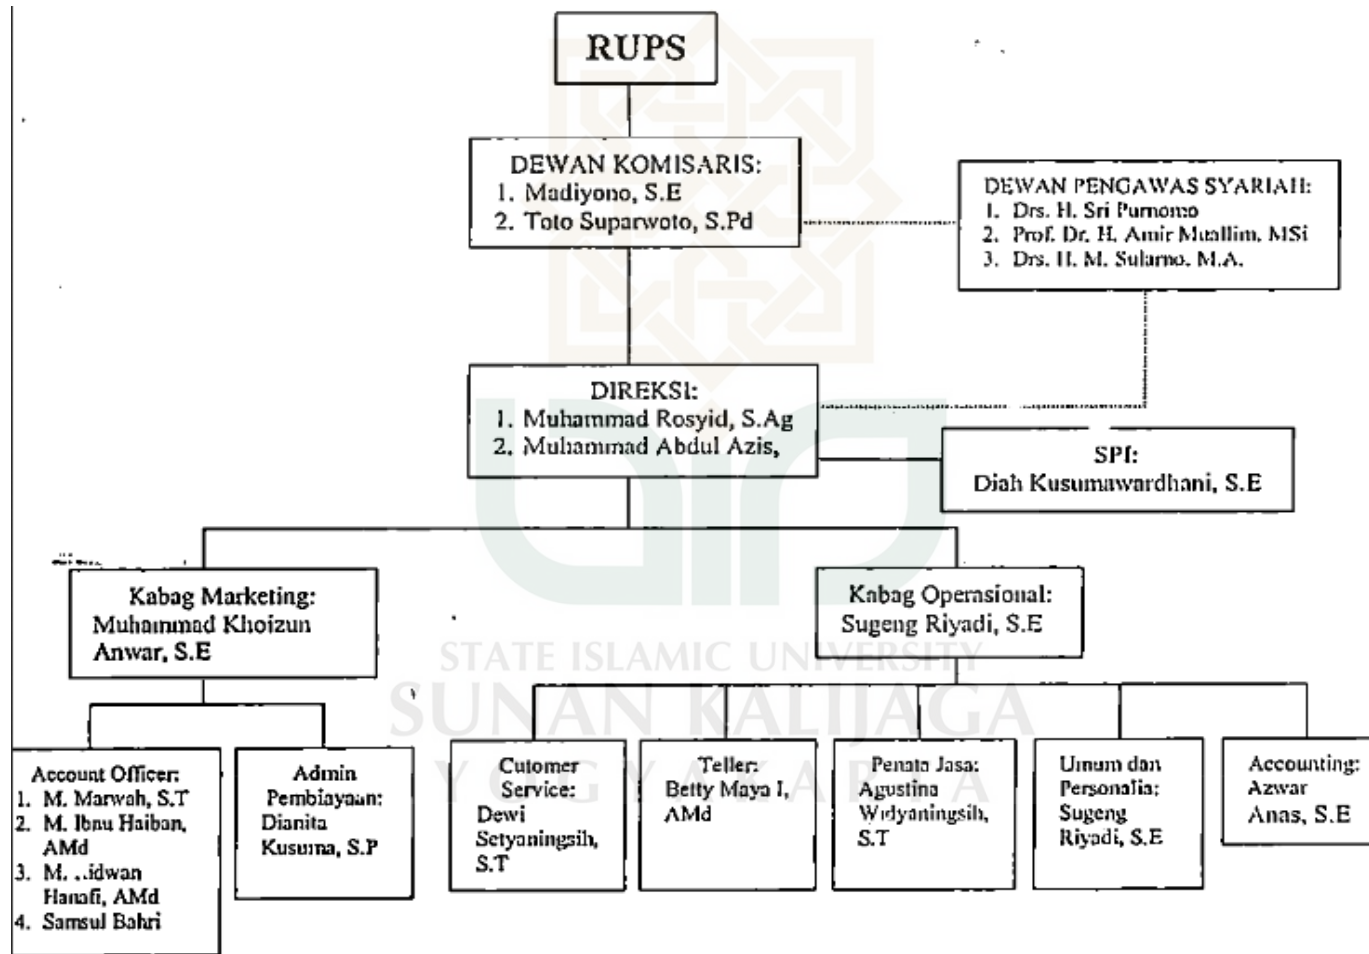 RUPS
DEWAN KOMISARIS:
1. Madiyono, S.E
2. Toto Suparwoto, S.Pd
DEWAN PENGAWAS SYARIAH:
1. Drs. H. Sri Purnomo
2. Prof. Dr. H. Amir Muallim, MSi
3. Drs. H. M. Sularno, M.A.
DIREKSI:
1. Muhammad Rosyid, S.Ag
2. Muhammad Abdul Azis,
SPI:
Diah Kusumawardhani, S.E
Kabag Marketing:
Muhammad Khoizun
Anwar, S.E
Kabag Operasional:
Sugeng Riyadi, S.E
STATE ISLAMIC UNIVERSITY
SUNAN KALIJAGA
YOGYAKARTA
Account Officer:
1. M. Marwah, S.T
2. M. Ibnu Haiban,
AMd
3. M.
Hanafi, AMd
4. Samsul Bahri
Admin
Pembiayaan:
Dianita
Kusuma, S.P
Cutomer
Service:
Dewi
Setyaningsih,
S.T
Teller:
Betty Maya I,
AMd
Penata Jasa:
Agustina
Widyaningsih,
S.T
Umum dan
Personalia:
Sugeng
Riyadi, S.E
Accounting:
Azwar
Anas, S.E